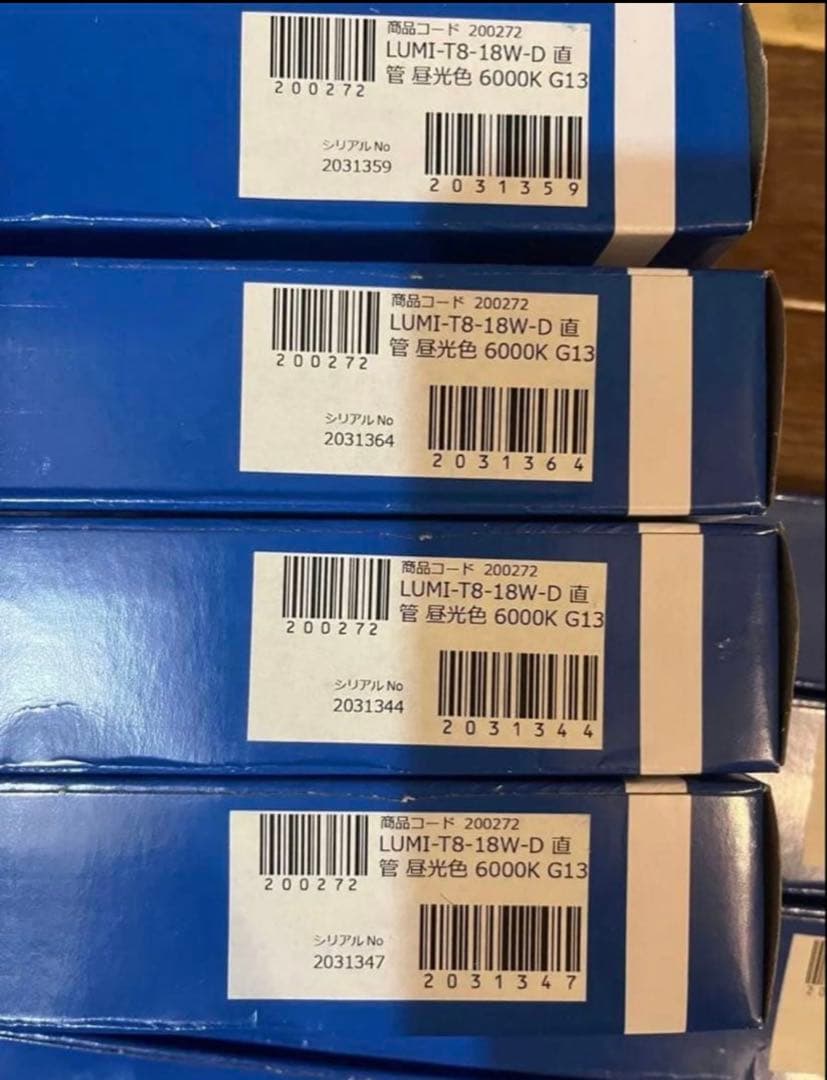 商品コード 200272
LUMI-T8-18W-D 直
管 昼光色 6000K G13
200272
シリアルNo
2031359
2031359
商品コード 200272
LUMI-T8-18W-D 直
管 昼光色 6000K G13
200272
シリアルNo
2031364
2031364
商品コード 200272
LUMI-T8-18W-D 直
管 昼光色 6000K G13
200272
シリアルNo
2031344
2031344
商品コード 200272
LUMI-T8-18W-D 直
管 昼光色 6000K G13
200272
シリアルNo
2031347
2031347